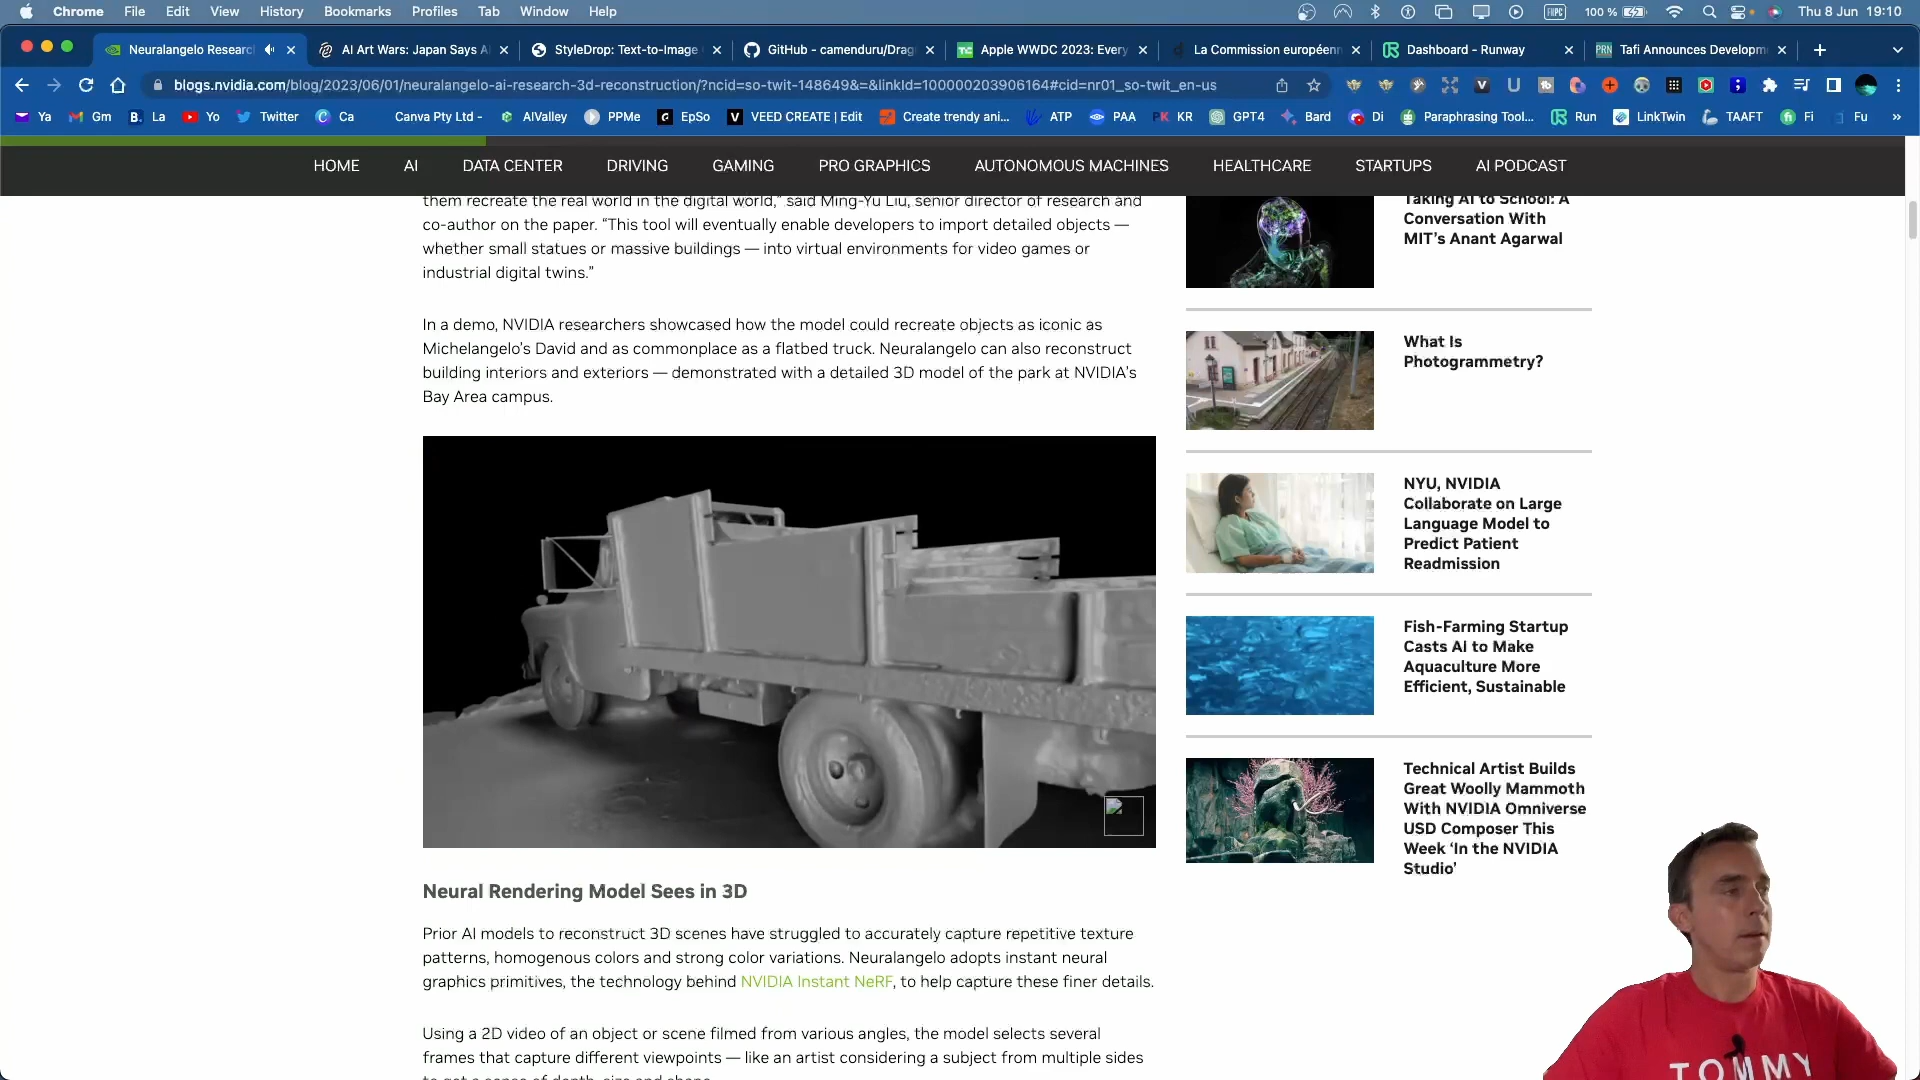 Chrome File Edit View History Bookmarks Profiles Tab Window Help 100 % Thu 8 Jun 19:10
Neuralangelo Researc AI Art Wars: Japan Says A StyleDrop: Text-to-Image GitHub - camenduru/Drag Apple WWDC 2023: Every La Commission européen Dashboard - Runway Tafi Announces Developm
blogs.nvidia.com/blog/2023/06/01/neuralangelo-ai-research-3d-reconstruction/?ncid=so-twit-148649&=&linkId=100000203906164#cid=nr01_so-twit_en-us
Ya Gm La Yo Twitter Ca Canva Pty Ltd - AIValley PPMe EpSo VEED CREATE | Edit Create trendy ani... ATP PAA KR GPT4 Bard Di Paraphrasing Tool... Run LinkTwin TAAFT Fi Fu »
HOME AI DATA CENTER DRIVING GAMING PRO GRAPHICS AUTONOMOUS MACHINES HEALTHCARE STARTUPS AI PODCAST
them recreate the real world in the digital world,” said Ming-Yu Liu, senior director of research and
co-author on the paper. “This tool will eventually enable developers to import detailed objects —
whether small statues or massive buildings — into virtual environments for video games or
industrial digital twins.”
In a demo, NVIDIA researchers showcased how the model could recreate objects as iconic as
Michelangelo’s David and as commonplace as a flatbed truck. Neuralangelo can also reconstruct
building interiors and exteriors — demonstrated with a detailed 3D model of the park at NVIDIA’s
Bay Area campus.
Neural Rendering Model Sees in 3D
Prior AI models to reconstruct 3D scenes have struggled to accurately capture repetitive texture
patterns, homogenous colors and strong color variations. Neuralangelo adopts instant neural
graphics primitives, the technology behind NVIDIA Instant NeRF, to help capture these finer details.
Using a 2D video of an object or scene filmed from various angles, the model selects several
frames that capture different viewpoints — like an artist considering a subject from multiple sides
to get a sense of depth, size and shape.
Taking AI to School: A
Conversation With
MIT’s Anant Agarwal
What Is
Photogrammetry?
NYU, NVIDIA
Collaborate on Large
Language Model to
Predict Patient
Readmission
Fish-Farming Startup
Casts AI to Make
Aquaculture More
Efficient, Sustainable
Technical Artist Builds
Great Woolly Mammoth
With NVIDIA Omniverse
USD Composer This
Week ‘In the NVIDIA
Studio’
TOMMY